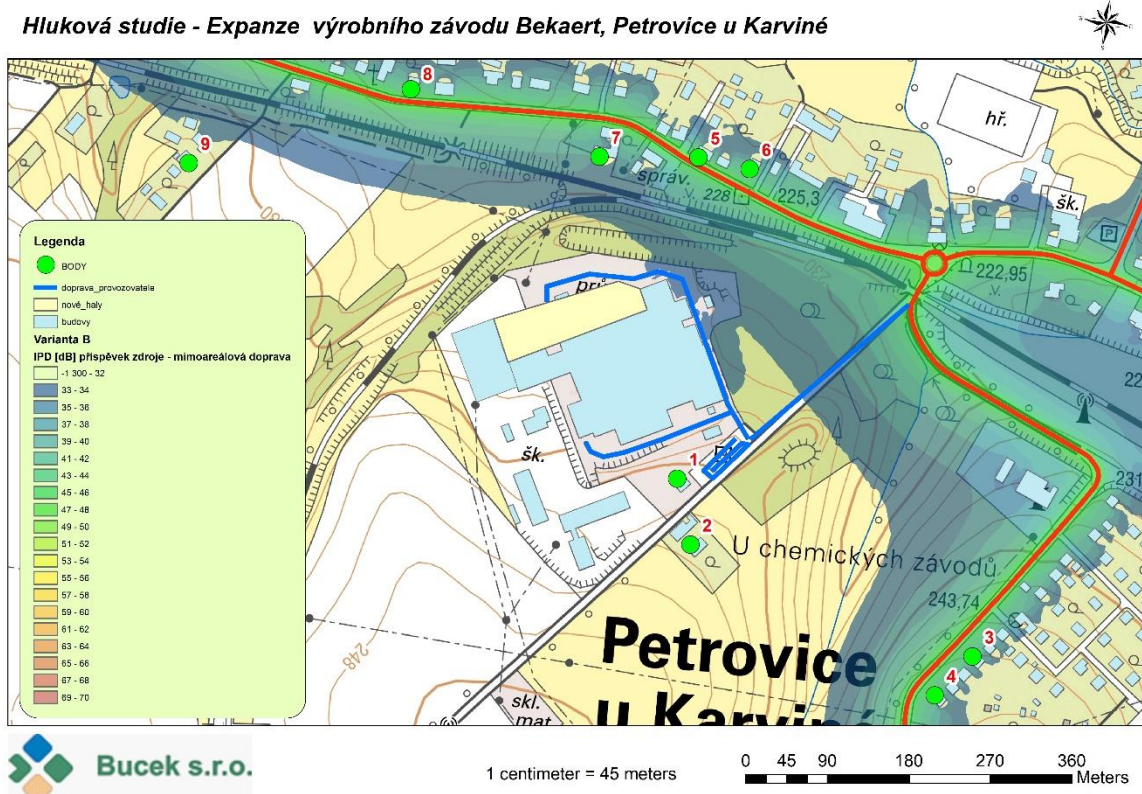 Hluková studie - Expanze výrobního závodu Bekaert, Petrovice u Karviné
8
9
7
5
6
správ.
228
225,3
hř.
šk.
P
222,95
230
prů
šk.
1
2
U chemických závodů
231
243,74
3
4
248
Petrovice
u Karviné
skl.
mat.
Legenda
BODY
doprava_provozovatele
nové_haly
budovy
Varianta B
IPD [dB] příspěvek zdroje - mimoareálová doprava
-1 300 - 32
33 - 34
35 - 36
37 - 38
39 - 40
41 - 42
43 - 44
45 - 46
47 - 48
49 - 50
51 - 52
53 - 54
55 - 56
57 - 58
59 - 60
61 - 62
63 - 64
65 - 66
67 - 68
69 - 70
Bucek s.r.o.
1 centimeter = 45 meters
0 45 90 180 270 360
Meters